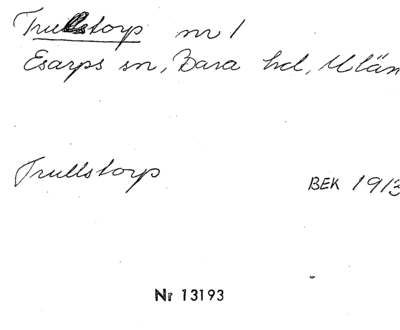 Trullstorp nr 1
Esarps sn, Bara hd, M län
Trullstorp
BEK 1913
Nr 13193